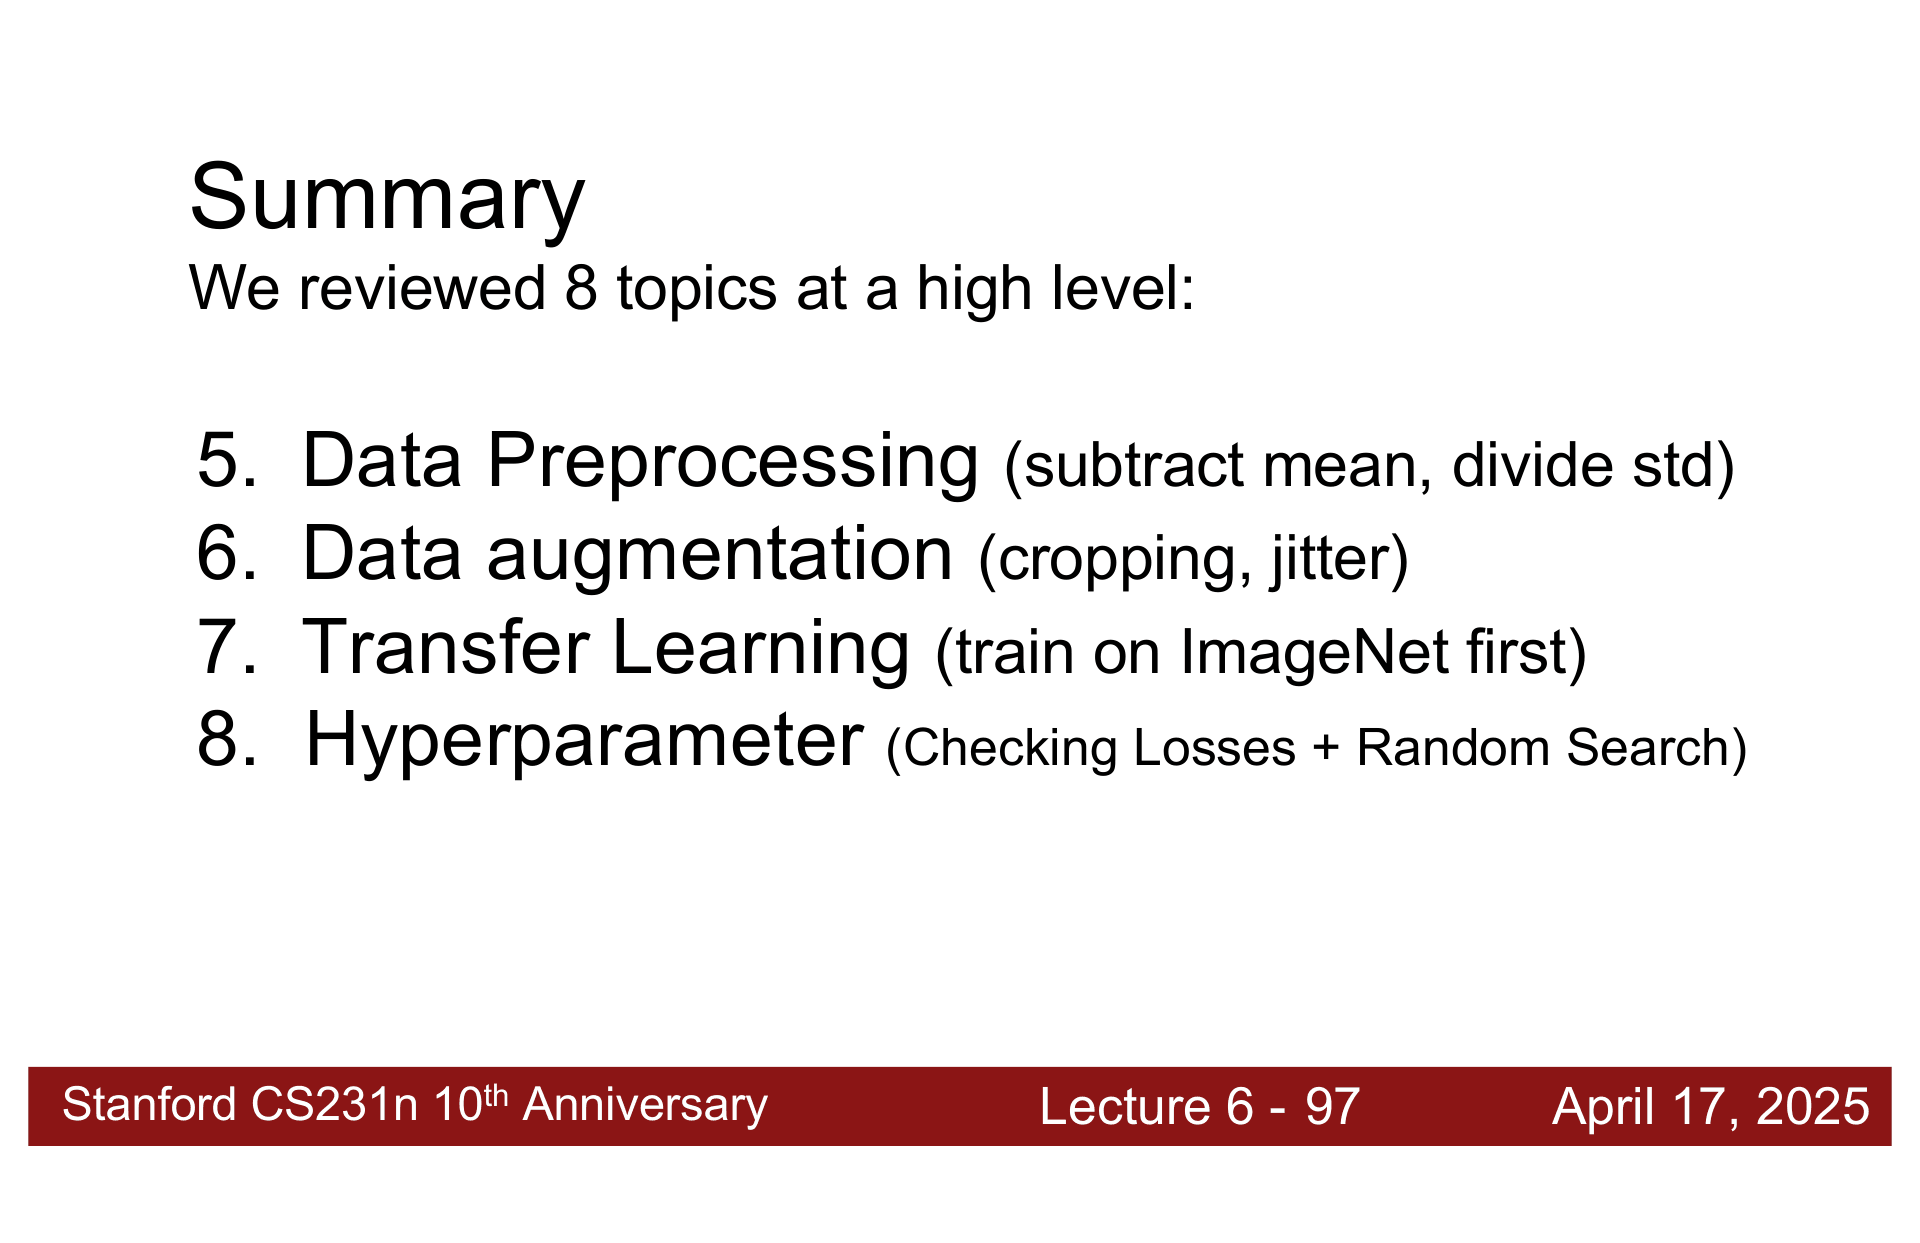 Summary
We reviewed 8 topics at a high level:
5. Data Preprocessing (subtract mean, divide std)
6. Data augmentation (cropping, jitter)
7. Transfer Learning (train on ImageNet first)
8. Hyperparameter (Checking Losses + Random Search)
Stanford CS231n 10th Anniversary Lecture 6 - 97 April 17, 2025